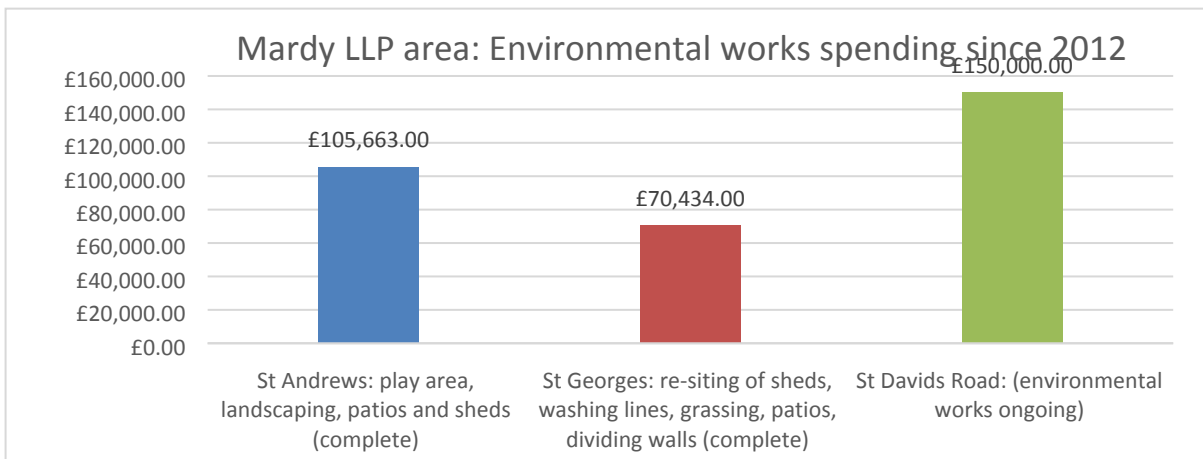 Mardy LLP area: Environmental works spending since 2012
£160,000.00
£140,000.00
£120,000.00
£100,000.00
£80,000.00
£60,000.00
£40,000.00
£20,000.00
£0.00
£105,663.00
£70,434.00
£150,000.00
St Andrews: play area,
landscaping, patios and sheds
(complete)
St Georges: re-siting of sheds,
washing lines, grassing, patios,
dividing walls (complete)
St Davids Road: (environmental
works ongoing)